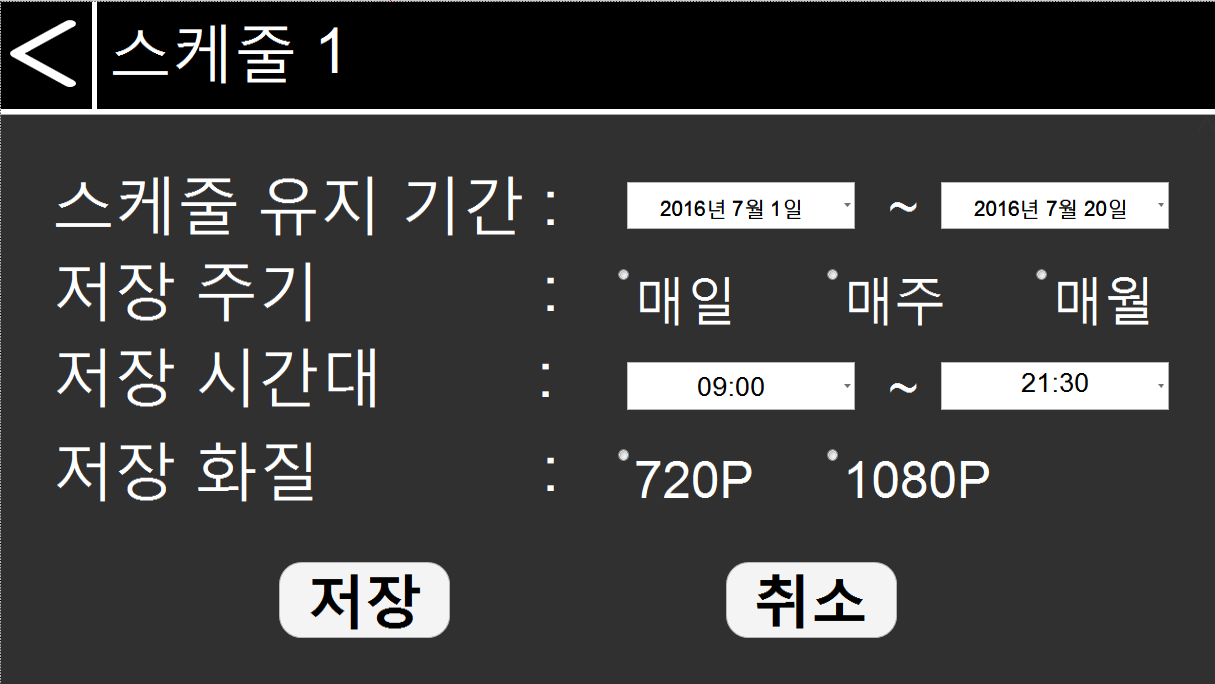 < 스케줄 1
스케줄 유지 기간 : 2016년 7월 1일 ~ 2016년 7월 20일
저장 주기 : 매일 매주 매월
저장 시간대 : 09:00 ~ 21:30
저장 화질 : 720P 1080P
저장 취소